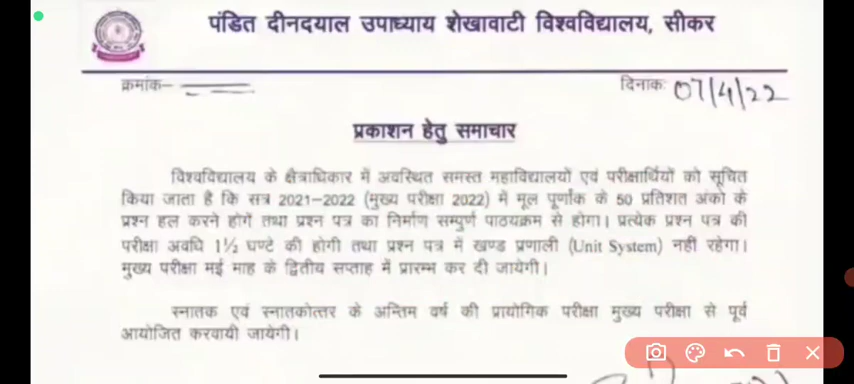 पंडित दीनदयाल उपाध्याय शेखावाटी विश्वविद्यालय, सीकर
क्रमांक–
दिनाक: 07/4/22
प्रकाशन हेतु समाचार
विश्वविद्यालय के क्षैत्राधिकार में अवस्थित समस्त महाविद्यालयों एवं परीक्षार्थियों को सूचित
किया जाता है कि सत्र 2021–2022 (मुख्य परीक्षा 2022) में मूल पूर्णांक के 50 प्रतिशत अंको के
प्रश्न हल करने होगें तथा प्रश्न पत्र का निर्माण सम्पुर्ण पाठयक्रम से होगा। प्रत्येक प्रश्न पत्र की
परीक्षा अवधि 1½ घण्टे की होगी तथा प्रश्न पत्र में खण्ड प्रणाली (Unit System) नहीं रहेगा।
मुख्य परीक्षा मई माह के द्वितीय सप्ताह में प्रारम्भ कर दी जायेगी।
स्नातक एवं स्नातकोत्तर के अन्तिम वर्ष की प्रायोगिक परीक्षा मुख्य परीक्षा से पूर्व
आयोजित करवायी जायेगी।